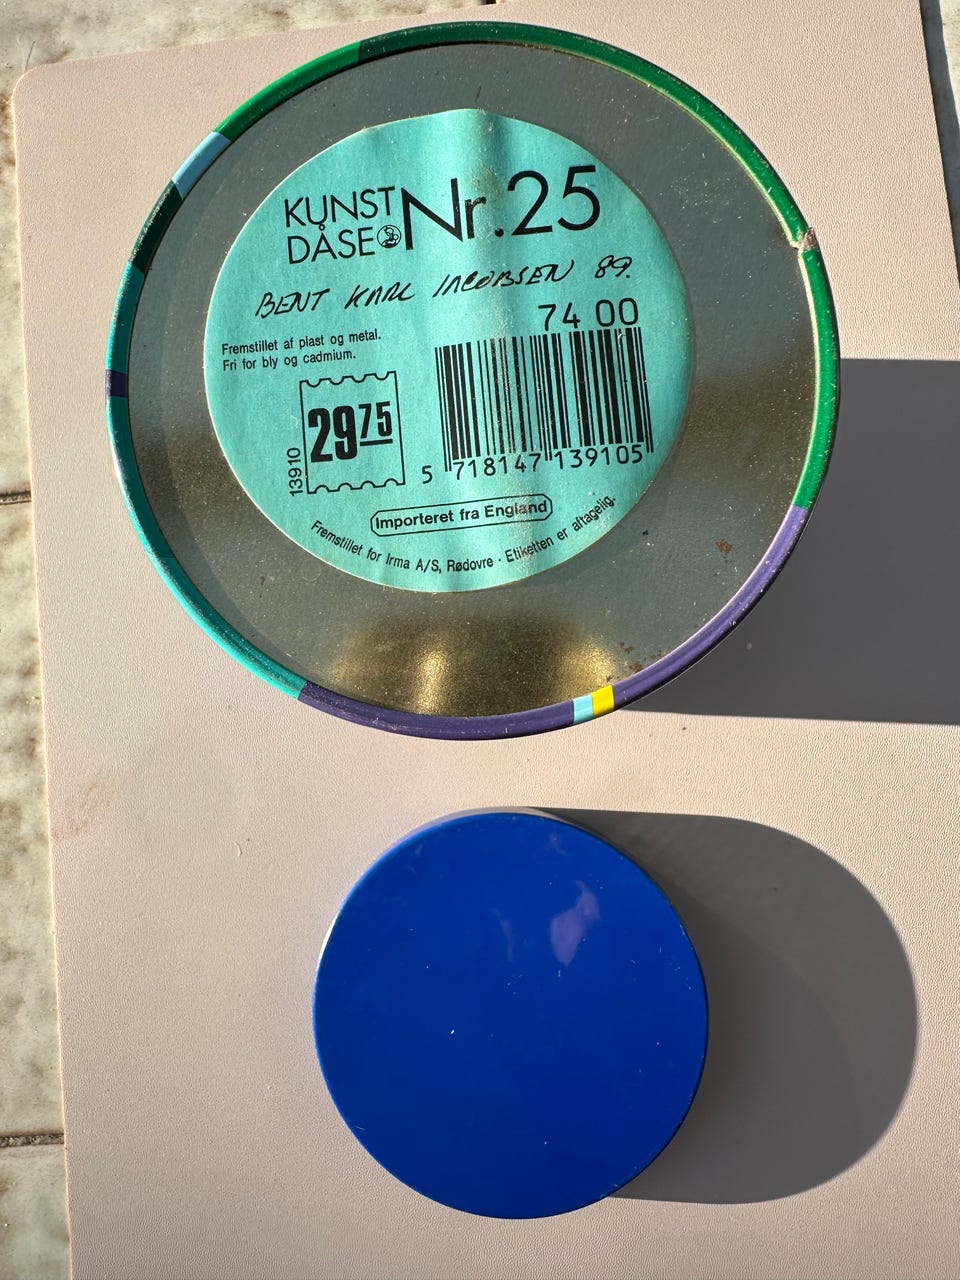 KUNST
DÅSE Nr. 25
BENT KARL JACOBSEN 89.
74 00
Fremstillet af plast og metal.
Fri for bly og cadmium.
13910
29 75
5 718147 139105
Importeret fra England
Fremstillet for Irma A/S, Rødovre · Etiketten er aftagelig.